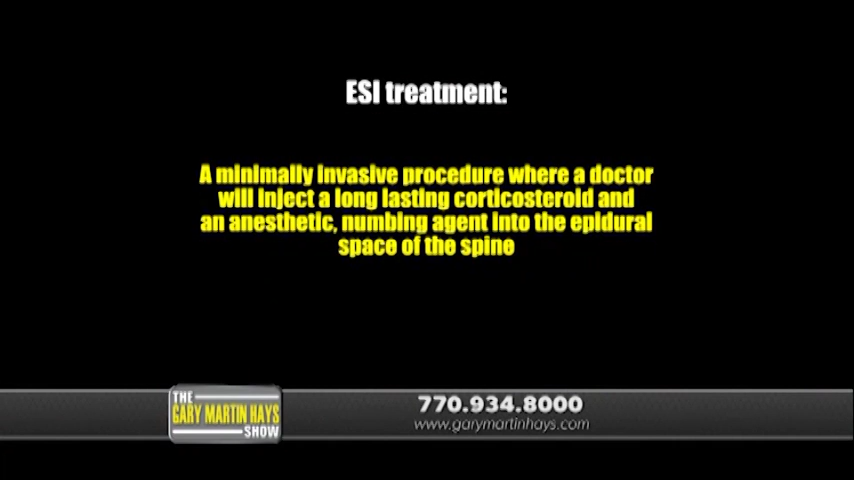 ESI treatment:
A minimally invasive procedure where a doctor
will inject a long lasting corticosteroid and
an anesthetic, numbing agent into the epidural
space of the spine
THE
GARY MARTIN HAYS
SHOW
770.934.8000
www.garymartinhays.com